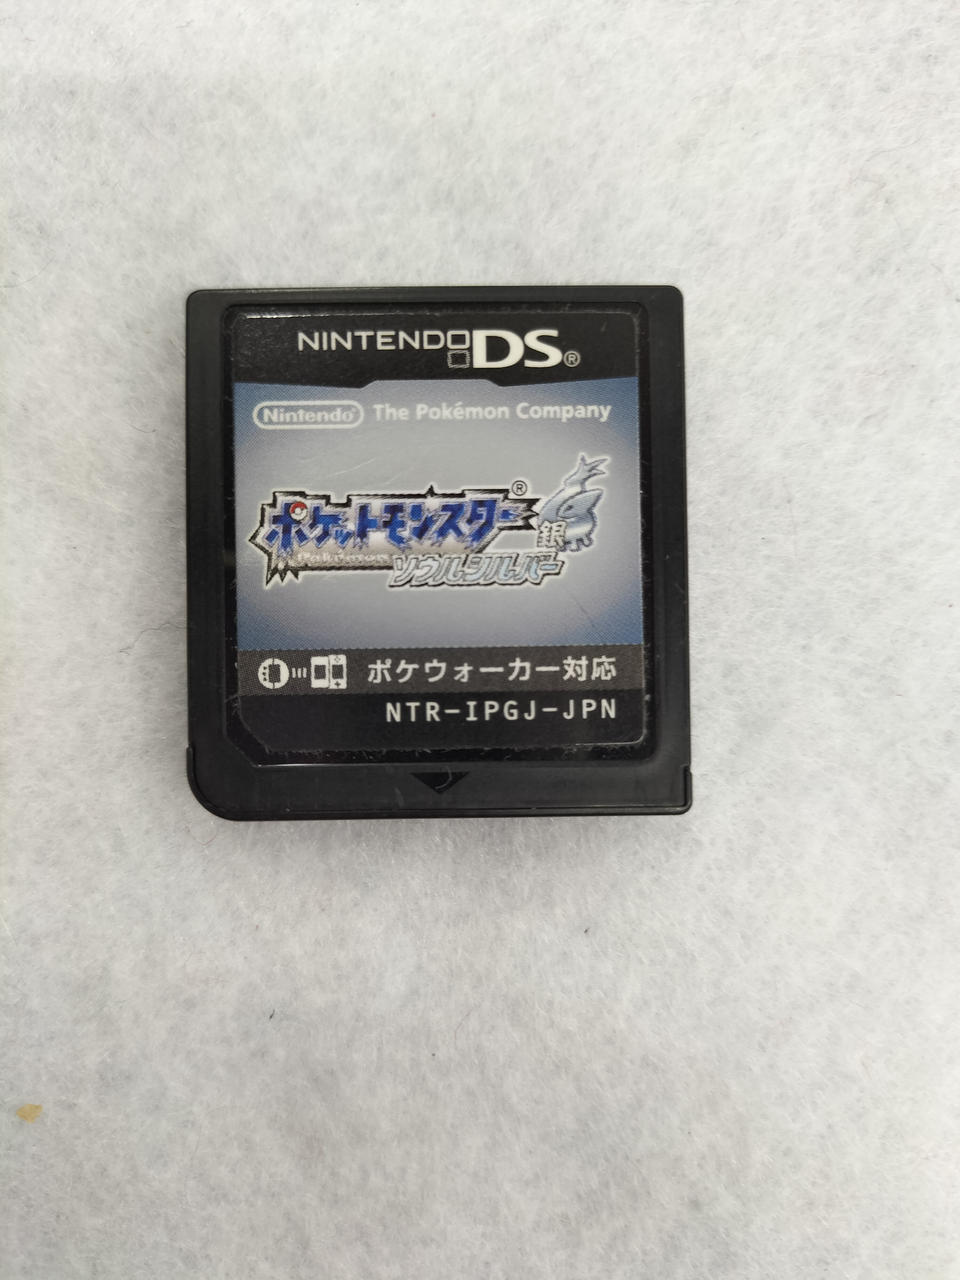 NINTENDO DS®
Nintendo® The Pokémon Company
ポケットモンスター®
銀
ソウルシルバー
ポケウォーカー対応
NTR-IPGJ-JPN